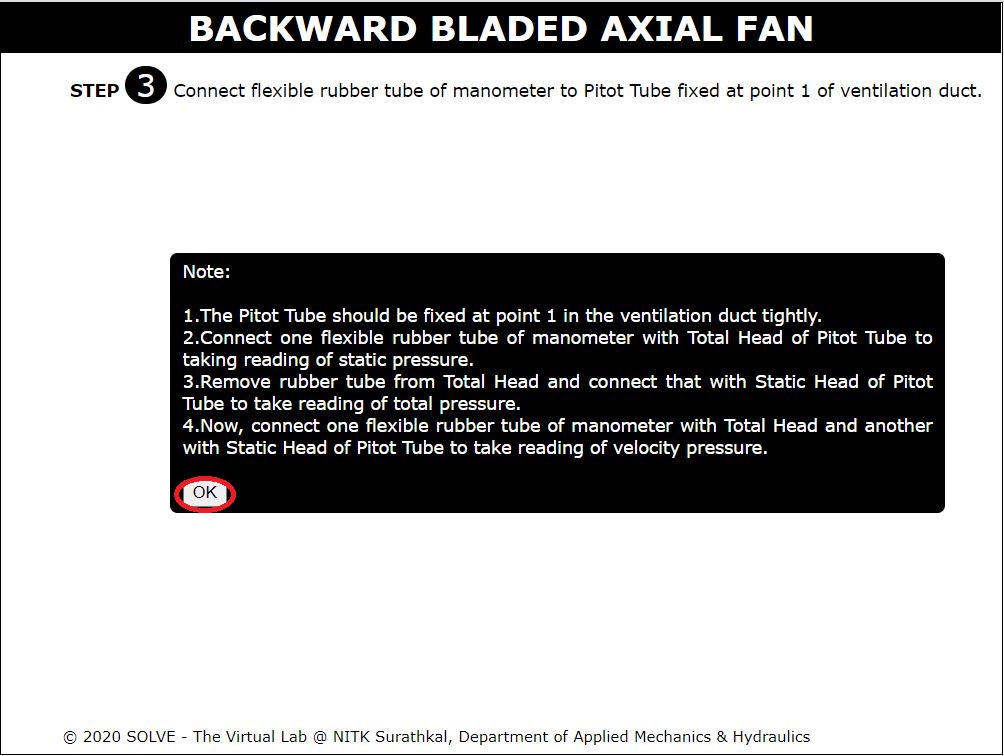 BACKWARD BLADED AXIAL FAN
STEP 3 Connect flexible rubber tube of manometer to Pitot Tube fixed at point 1 of ventilation duct.
Note:
1.The Pitot Tube should be fixed at point 1 in the ventilation duct tightly.
2.Connect one flexible rubber tube of manometer with Total Head of Pitot Tube to
taking reading of static pressure.
3.Remove rubber tube from Total Head and connect that with Static Head of Pitot
Tube to take reading of total pressure.
4.Now, connect one flexible rubber tube of manometer with Total Head and another
with Static Head of Pitot Tube to take reading of velocity pressure.
OK
© 2020 SOLVE - The Virtual Lab @ NITK Surathkal, Department of Applied Mechanics & Hydraulics